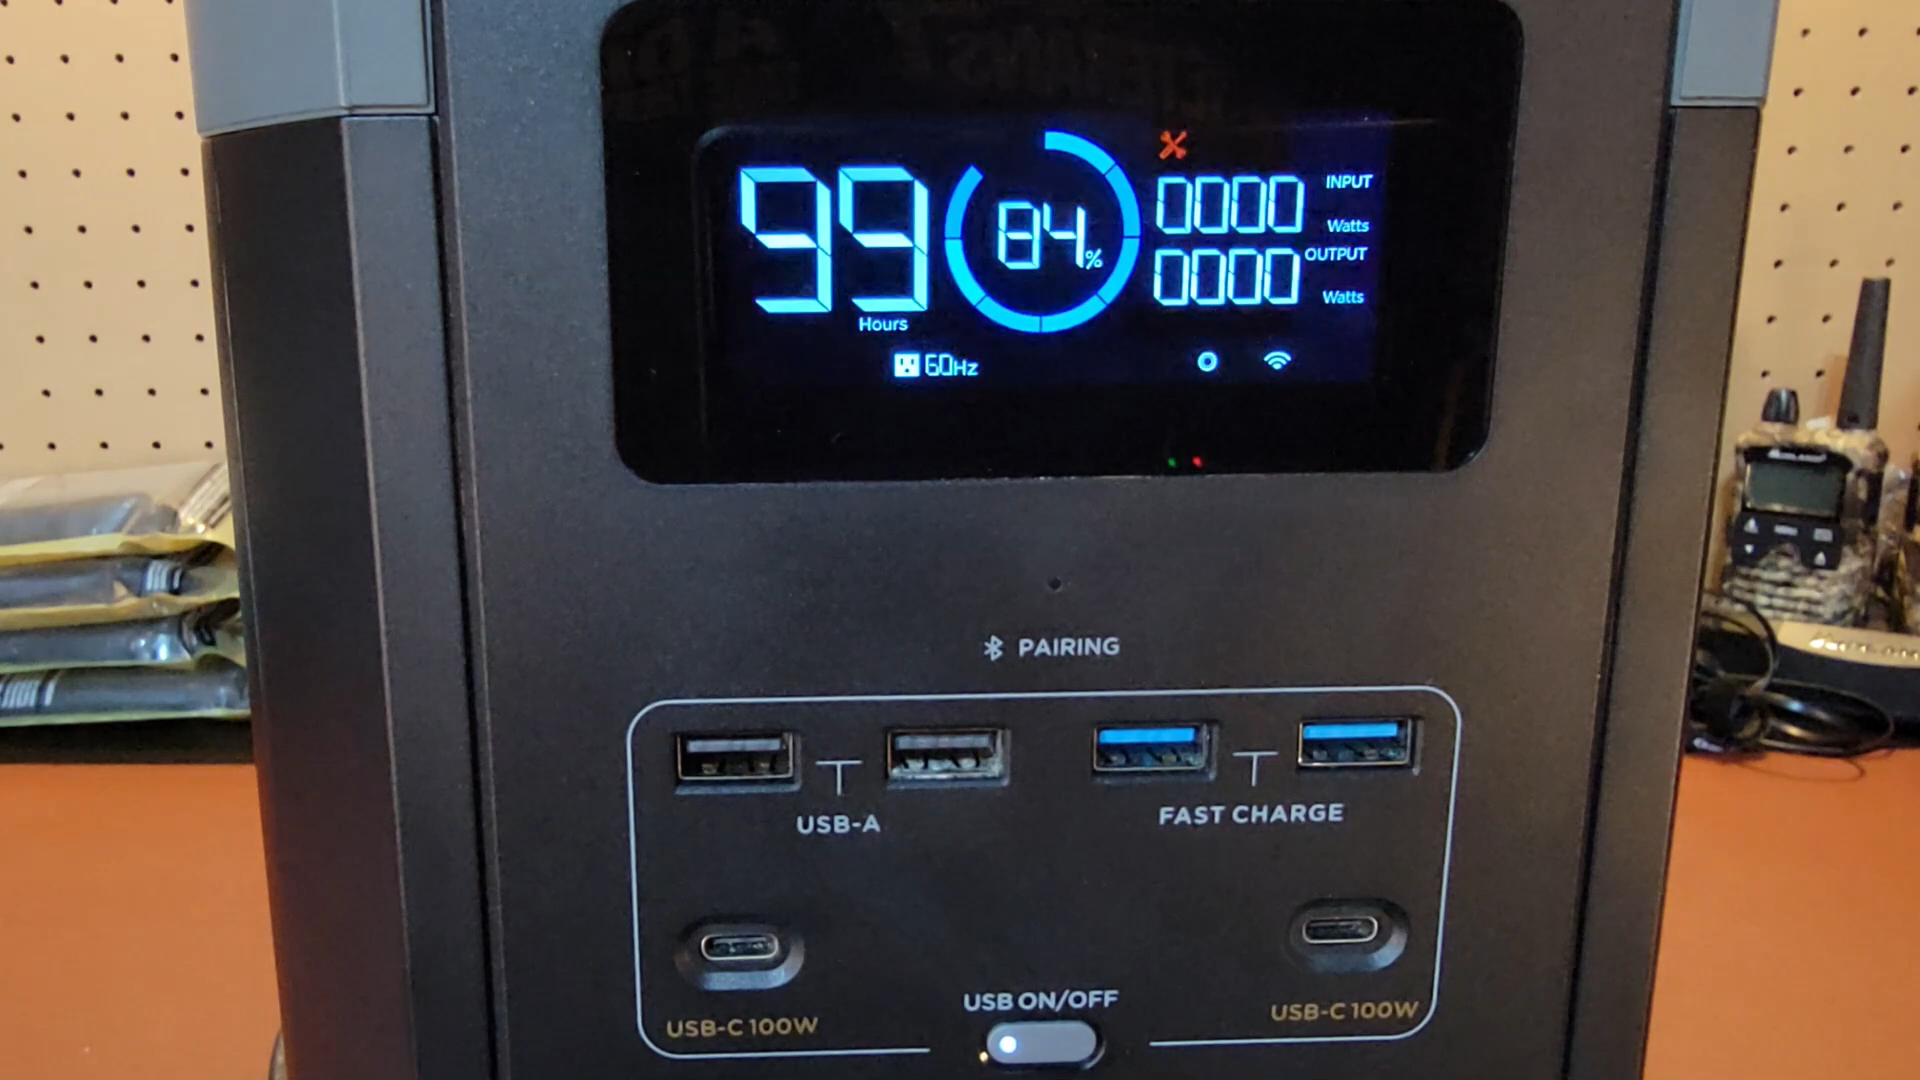 99
Hours
84%
0000 INPUT
Watts
0000 OUTPUT
Watts
60Hz
PAIRING
USB-A
FAST CHARGE
USB-C 100W
USB ON/OFF
USB-C 100W